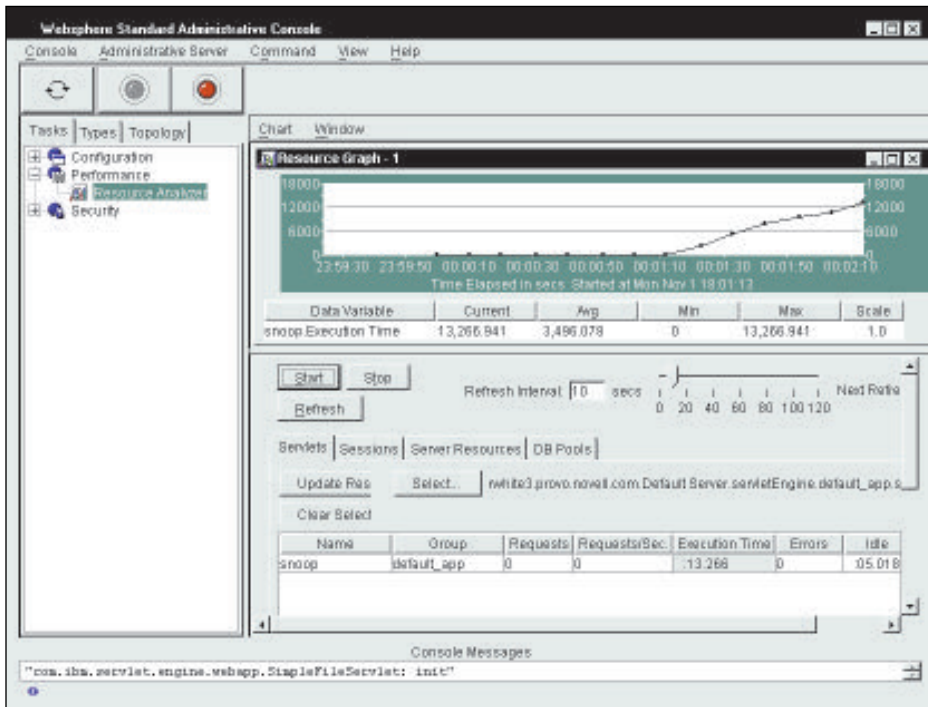 Websphere Standard Administrative Console
Console Administrative Server Command View Help
Tasks Types Topology
Configuration
Performance
Resource Analyzer
Security
Chart Window
Resource Graph - 1
18000 18000
12000 12000
6000 6000
0 0
23:59:30 23:59:50 00:00:10 00:00:30 00:00:50 00:01:10 00:01:30 00:01:50 00:02:10
Time Elapsed in secs. Started at Mon Nov 1 18:01:13
Data Variable Current Avg Min Max Scale
snoop.Execution Time 13,266.941 3,496.078 0 13,266.941 1.0
Start Stop
Refresh Interval 10 secs
0 20 40 60 80 100 120
Next Refre
Refresh
Servlets Sessions Server Resources DB Pools
Update Res Select.. rwhite3.provo.novell.com.Default Server.servletEngine.default_app.s
Clear Select
Name Group Requests Requests/Sec. Execution Time Errors Idle
snoop default_app 0 0 :13.266 0 :05.018
Console Messages
"com.ibm.servlet.engine.webapp.SimpleFileServlet: init"